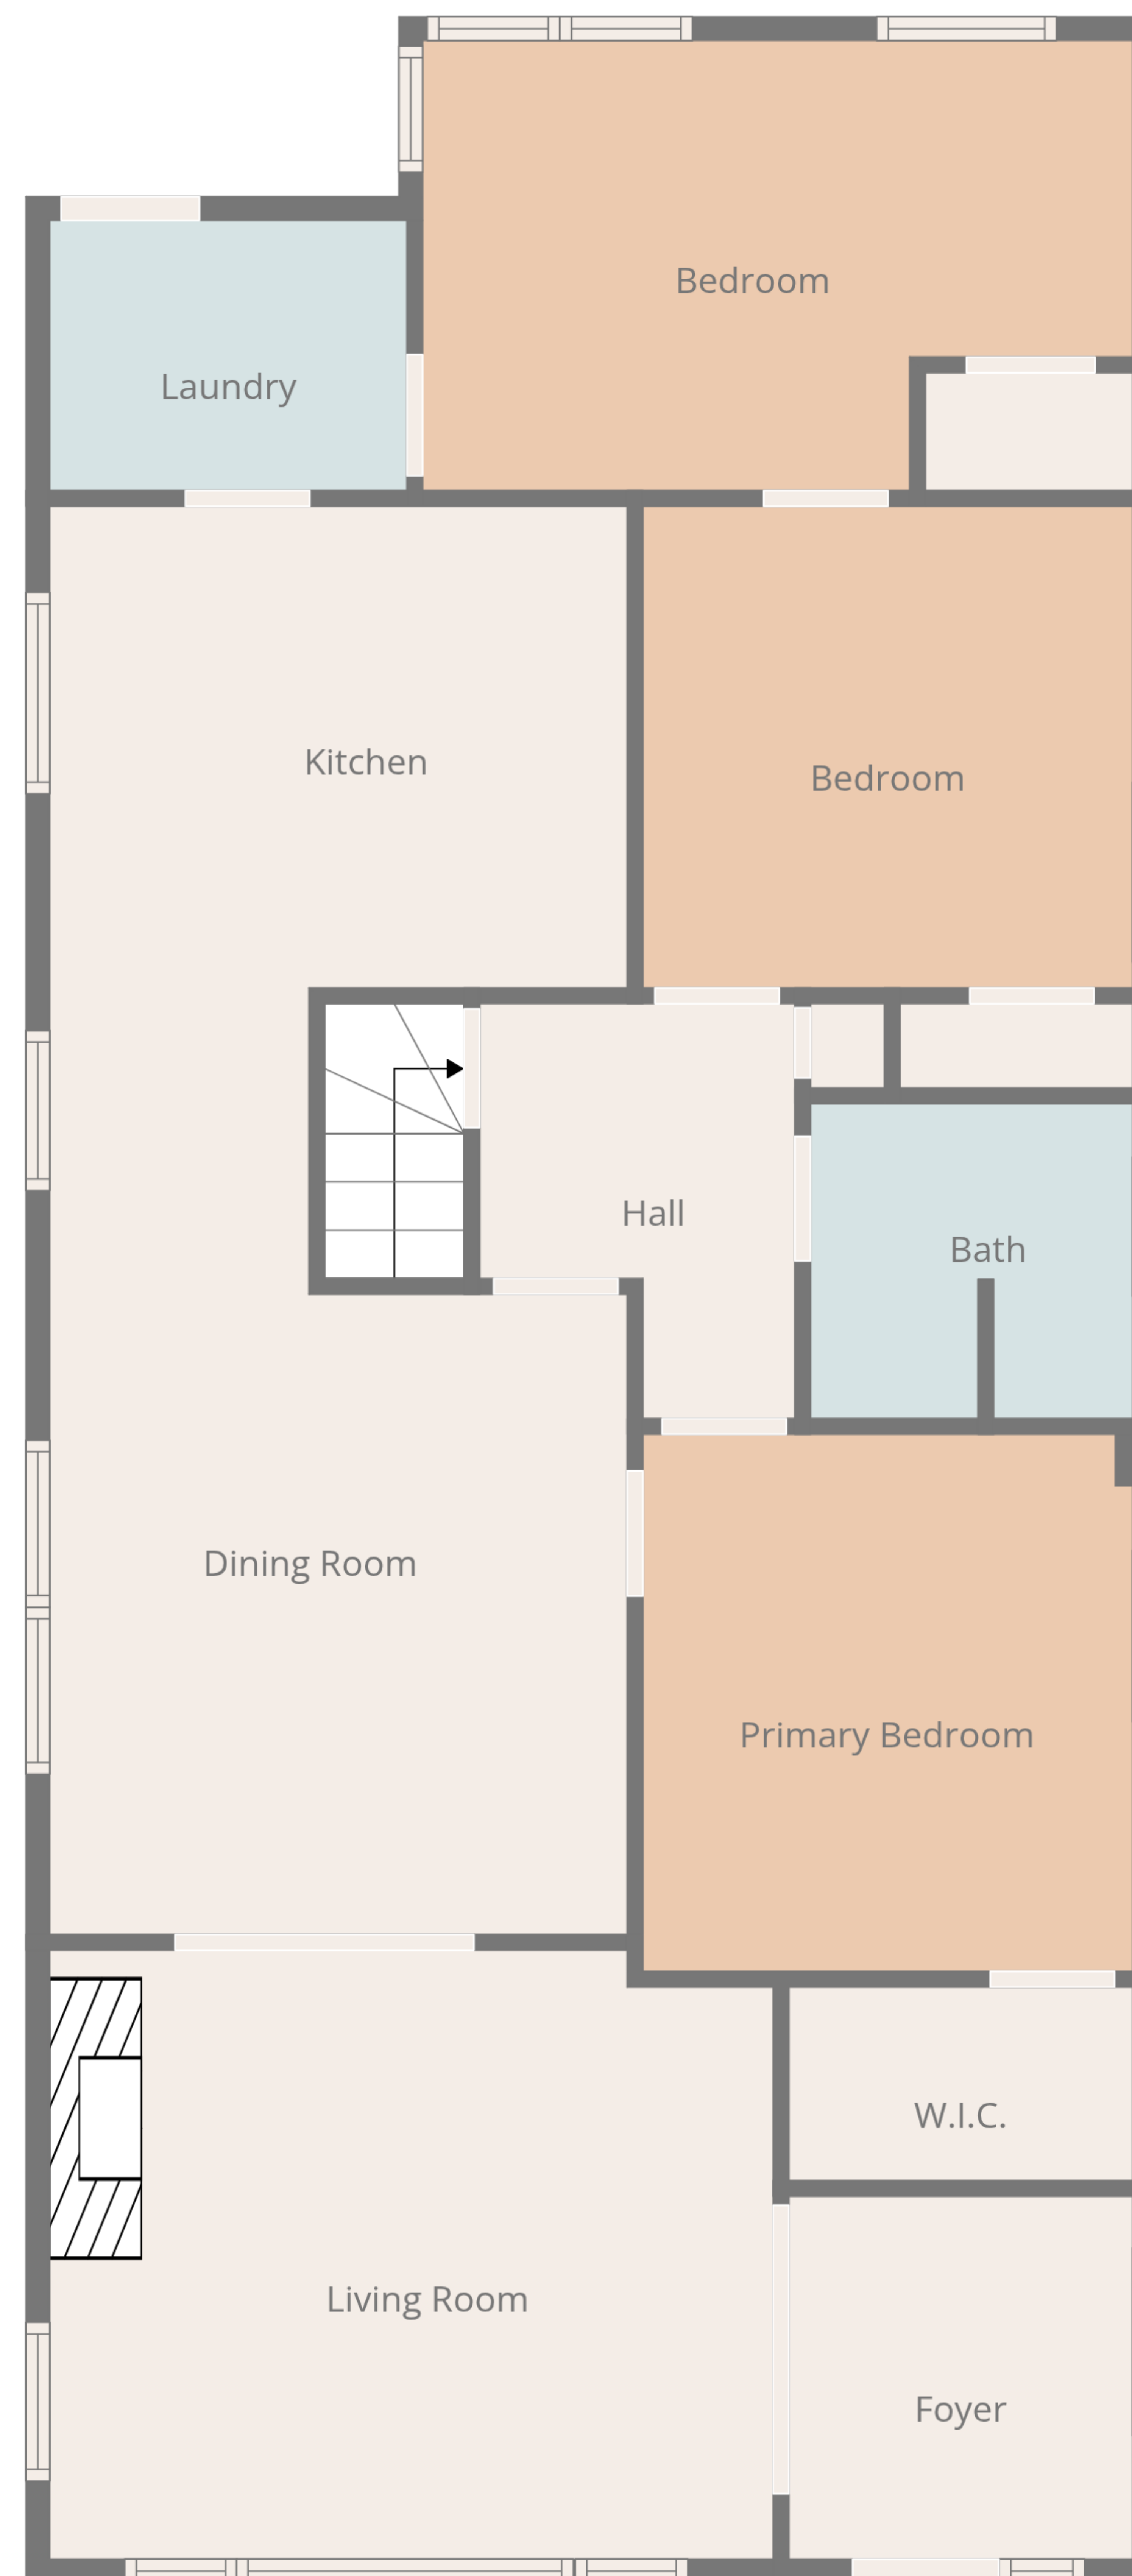 Bedroom
Laundry
Kitchen
Bedroom
Hall
Bath
Dining Room
Primary Bedroom
W.I.C.
Living Room
Foyer